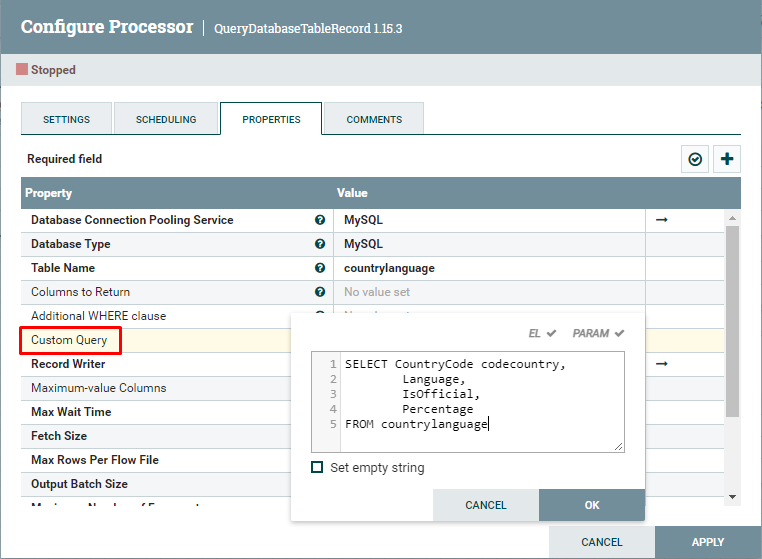 Configure Processor | QueryDatabaseTableRecord 1.15.3
Stopped
SETTINGS SCHEDULING PROPERTIES COMMENTS
Required field
Property Value
Database Connection Pooling Service MySQL
Database Type MySQL
Table Name countrylanguage
Columns to Return No value set
Additional WHERE clause
EL PARAM
Custom Query
1 SELECT CountryCode codecountry,
2 Language,
3 IsOfficial,
4 Percentage
5 FROM countrylanguage
Record Writer
Maximum-value Columns
Max Wait Time
Fetch Size
Max Rows Per Flow File
Set empty string
Output Batch Size
CANCEL OK
CANCEL APPLY